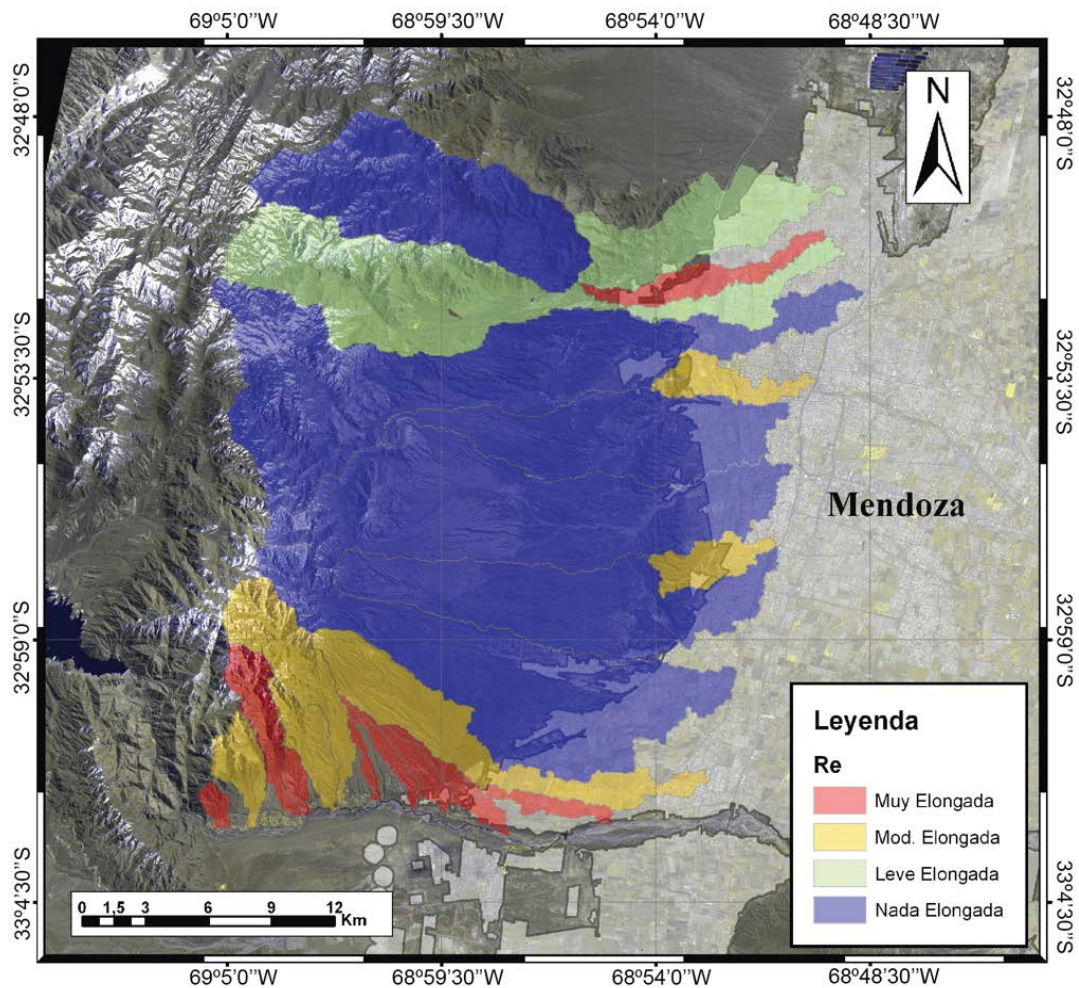 69º5'0''W 68º59'30''W 68º54'0''W 68º48'30''W
32º48'0''S
32º48'0''S
N
32º53'30''S
32º53'30''S
Mendoza
32º59'0''S
32º59'0''S
Leyenda
Re
Muy Elongada
Mod. Elongada
Leve Elongada
Nada Elongada
33º4'30''S
33º4'30''S
0 1,5 3 6 9 12
Km
69º5'0''W 68º59'30''W 68º54'0''W 68º48'30''W